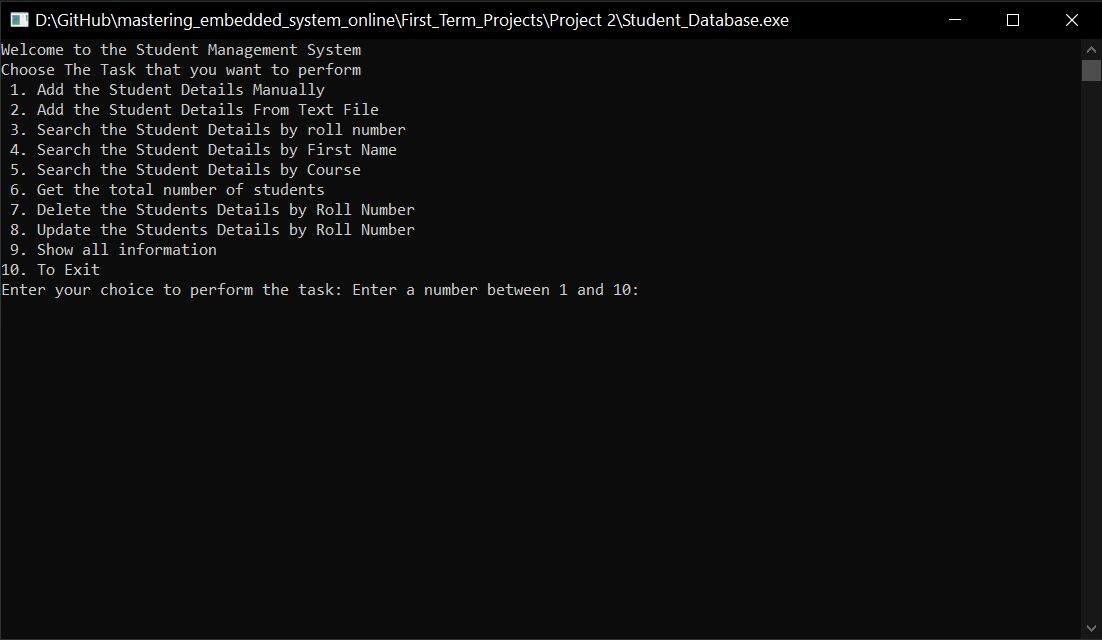 D:\GitHub\mastering_embedded_system_online\First_Term_Projects\Project 2\Student_Database.exe
Welcome to the Student Management System
Choose The Task that you want to perform
 1. Add the Student Details Manually
 2. Add the Student Details From Text File
 3. Search the Student Details by roll number
 4. Search the Student Details by First Name
 5. Search the Student Details by Course
 6. Get the total number of students
 7. Delete the Students Details by Roll Number
 8. Update the Students Details by Roll Number
 9. Show all information
10. To Exit
Enter your choice to perform the task: Enter a number between 1 and 10: